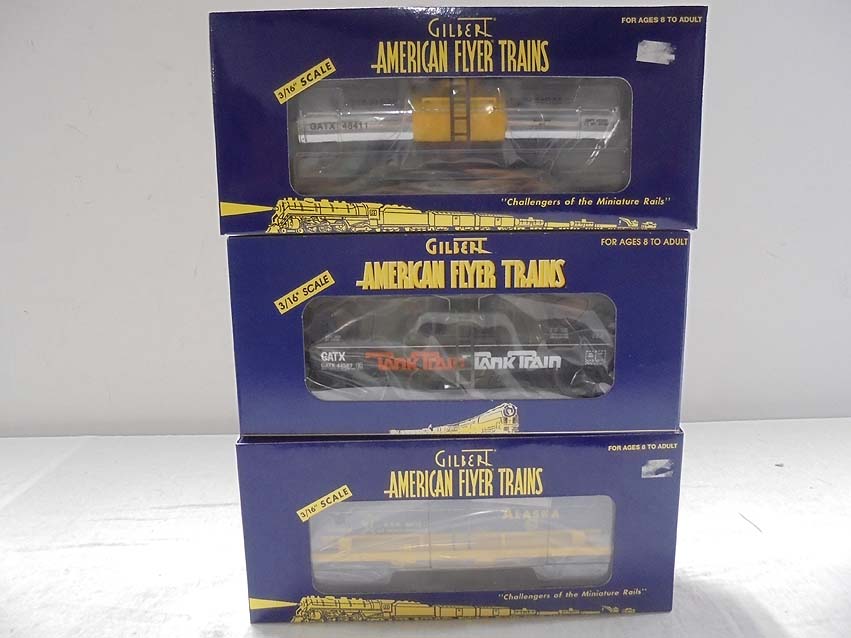 GILBERT
AMERICAN FLYER TRAINS
FOR AGES 8 TO ADULT
3/16" SCALE
GATX 48411
"Challengers of the Miniature Rails"
GILBERT
AMERICAN FLYER TRAINS
FOR AGES 8 TO ADULT
3/16" SCALE
GATX
TANK TRAIN TANK TRAIN
GILBERT
AMERICAN FLYER TRAINS
FOR AGES 8 TO ADULT
3/16" SCALE
ALASKA
"Challengers of the Miniature Rails"